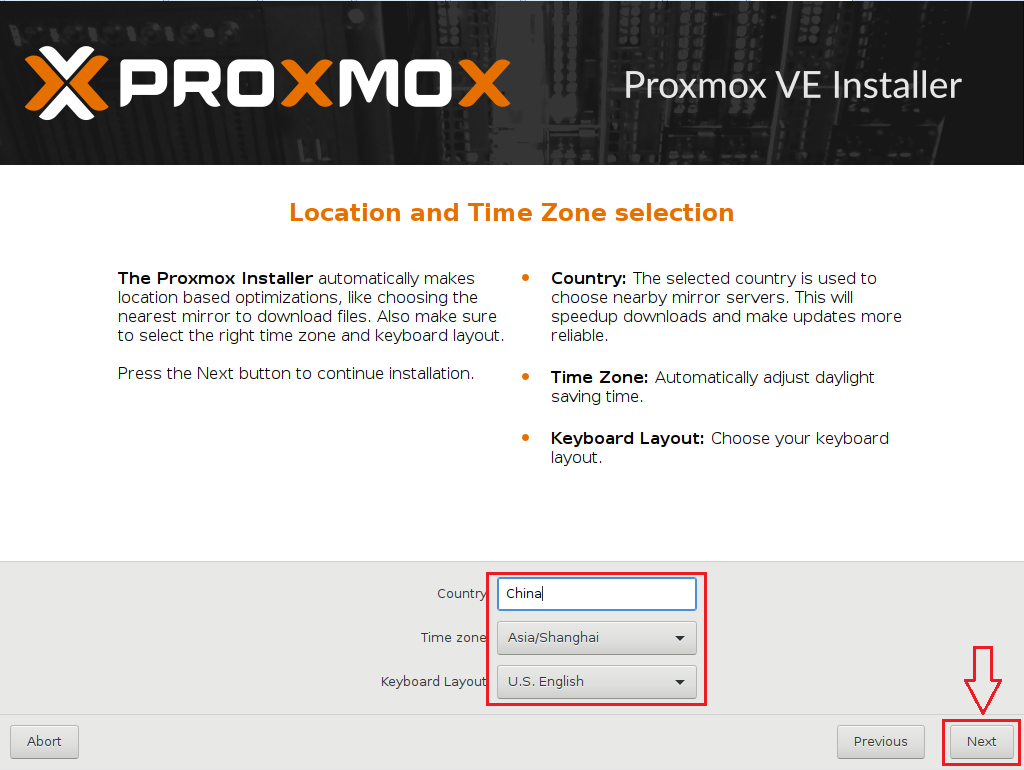 PROXMOX
Proxmox VE Installer
Location and Time Zone selection
The Proxmox Installer automatically makes
location based optimizations, like choosing the
nearest mirror to download files. Also make sure
to select the right time zone and keyboard layout.
Press the Next button to continue installation.
Country: The selected country is used to
choose nearby mirror servers. This will
speedup downloads and make updates more
reliable.
Time Zone: Automatically adjust daylight
saving time.
Keyboard Layout: Choose your keyboard
layout.
Country China
Time zone Asia/Shanghai
Keyboard Layout U.S. English
Abort Previous Next